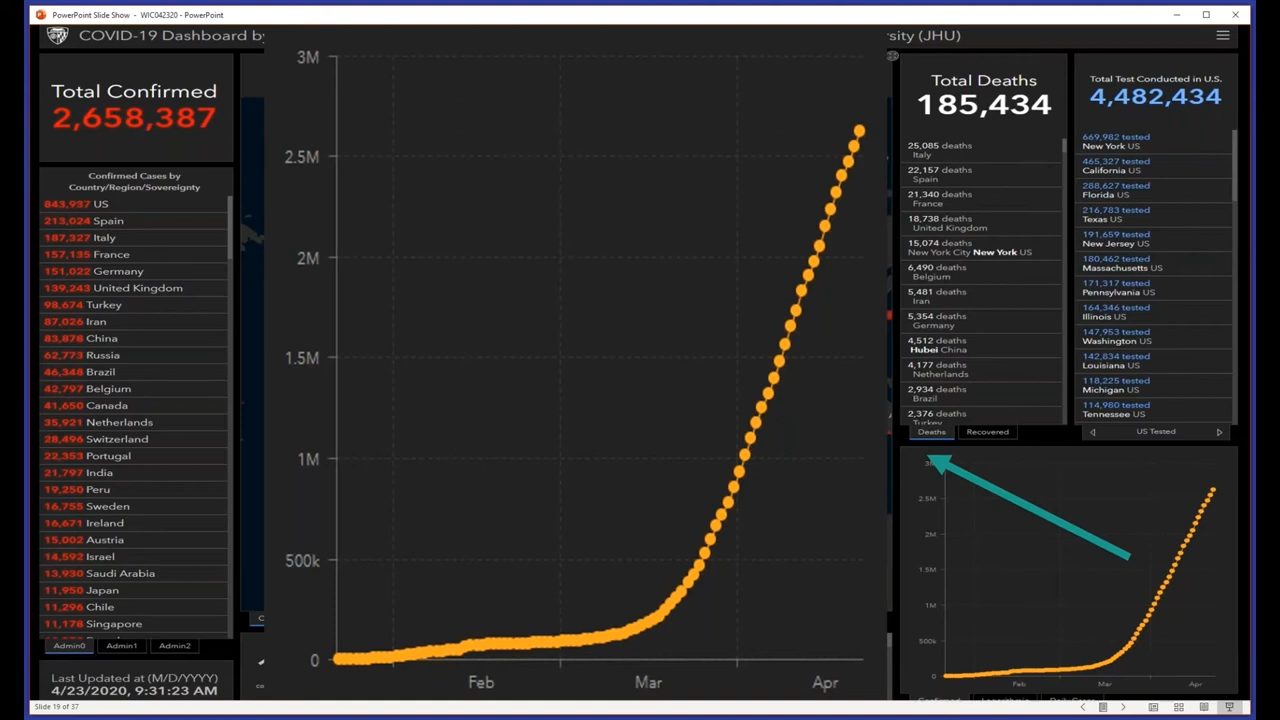 PowerPoint Slide Show - WIC042320 - PowerPoint
COVID-19 Dashboard by
rsity (JHU)
Total Confirmed
2,658,387
Confirmed Cases by
Country/Region/Sovereignty
843,937 US
213,024 Spain
187,327 Italy
157,135 France
151,022 Germany
139,243 United Kingdom
98,674 Turkey
87,026 Iran
83,878 China
62,773 Russia
46,348 Brazil
42,797 Belgium
41,650 Canada
35,921 Netherlands
28,496 Switzerland
22,353 Portugal
21,797 India
19,250 Peru
16,755 Sweden
16,671 Ireland
15,002 Austria
14,592 Israel
13,930 Saudi Arabia
11,950 Japan
11,296 Chile
11,178 Singapore
Admin0 Admin1 Admin2
Last Updated at (M/D/YYYY)
4/23/2020, 9:31:23 AM
3M
2.5M
2M
1.5M
1M
500k
0
Feb Mar Apr
Total Deaths
185,434
25,085 deaths
Italy
22,157 deaths
Spain
21,340 deaths
France
18,738 deaths
United Kingdom
15,074 deaths
New York City New York US
6,490 deaths
Belgium
5,481 deaths
Iran
5,354 deaths
Germany
4,512 deaths
Hubei China
4,177 deaths
Netherlands
2,934 deaths
Brazil
2,376 deaths
Turkey
Deaths Recovered
Total Test Conducted in U.S.
4,482,434
669,982 tested
New York US
465,327 tested
California US
288,627 tested
Florida US
216,783 tested
Texas US
191,659 tested
New Jersey US
180,462 tested
Massachusetts US
171,317 tested
Pennsylvania US
164,346 tested
Illinois US
147,953 tested
Washington US
142,834 tested
Louisiana US
118,225 tested
Michigan US
114,980 tested
Tennessee US
US Tested
3M
2.5M
2M
1.5M
1M
500k
0
Feb Mar Apr
Confirmed Logarithmic Daily Cases
Slide 19 of 37